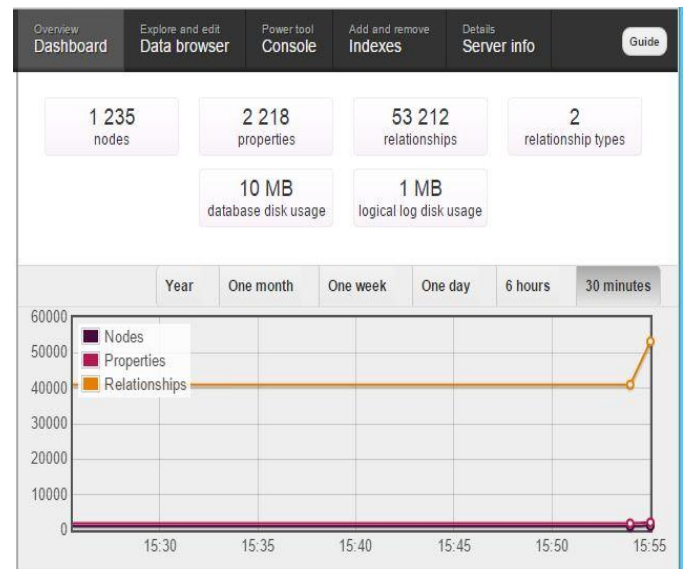 Overview Explore and edit Power tool Add and remove Details
Dashboard Data browser Console Indexes Server info Guide
1 235 2 218 53 212 2
nodes properties relationships relationship types
10 MB 1 MB
database disk usage logical log disk usage
Year One month One week One day 6 hours 30 minutes
60000
Nodes
50000
Properties
40000
Relationships
30000
20000
10000
0
15:30 15:35 15:40 15:45 15:50 15:55